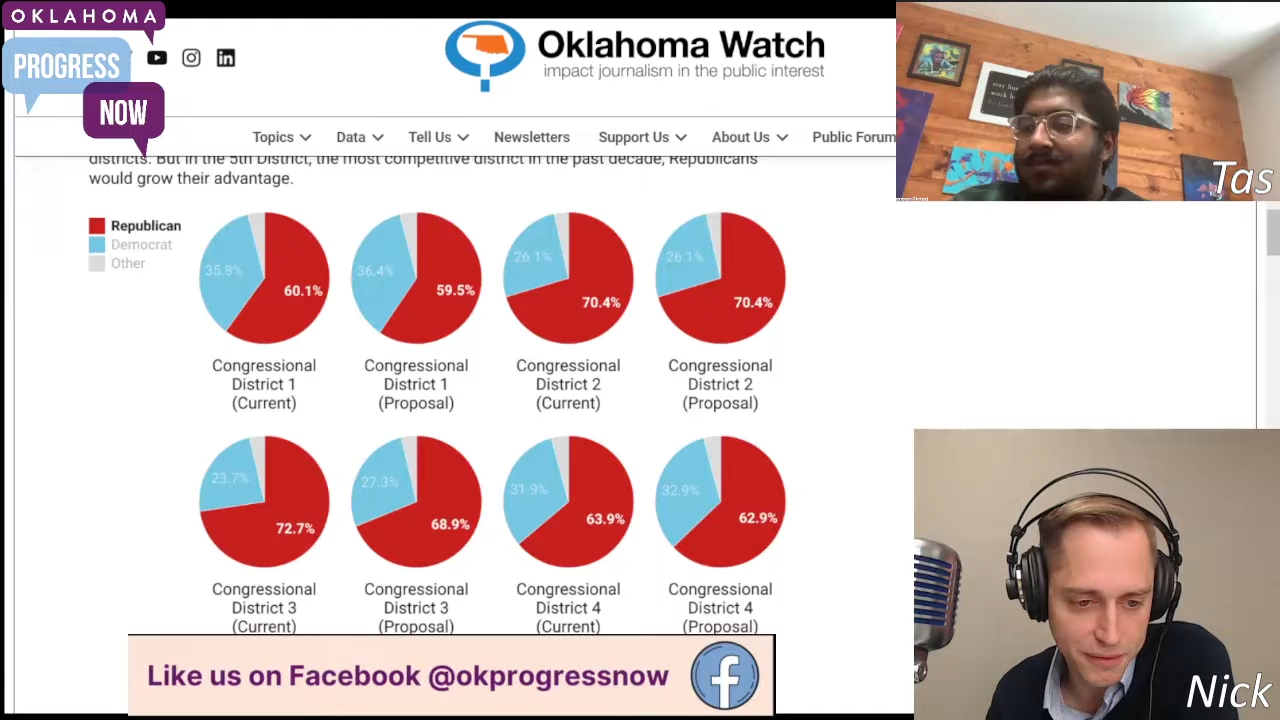 OKLAHOMA
PROGRESS
NOW
Oklahoma Watch
impact journalism in the public interest
Topics
Data
Tell Us
Newsletters
Support Us
About Us
Public Forum
districts. But in the 5th District, the most competitive district in the past decade, Republicans
would grow their advantage.
Republican
Democrat
Other
35.8%
60.1%
36.4%
59.5%
26.1%
70.4%
26.1%
70.4%
Congressional
District 1
(Current)
Congressional
District 1
(Proposal)
Congressional
District 2
(Current)
Congressional
District 2
(Proposal)
23.7%
72.7%
27.3%
68.9%
31.9%
63.9%
32.9%
62.9%
Congressional
District 3
(Current)
Congressional
District 3
(Proposal)
Congressional
District 4
(Current)
Congressional
District 4
(Proposal)
Like us on Facebook @okprogressnow
Tas
Nick